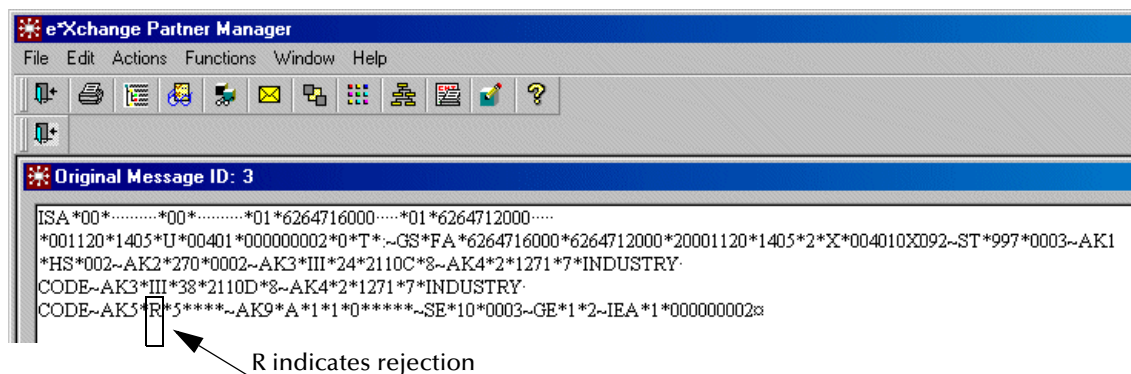 e*Xchange Partner Manager
File Edit Actions Functions Window Help
Original Message ID: 3
ISA*00*··········*00*··········*01*6264716000·····*01*6264712000·····
*001120*1405*U*00401*000000002*0*T*:~GS*FA*6264716000*6264712000*20001120*1405*2*X*004010X092~ST*997*0003~AK1
*HS*002~AK2*270*0002~AK3*III*24*2110C*8~AK4*2*1271*7*INDUSTRY·
CODE~AK3*III*38*2110D*8~AK4*2*1271*7*INDUSTRY·
CODE~AK5*R*5****~AK9*A*1*1*0*****~SE*10*0003~GE*1*2~IEA*1*000000002¤
R indicates rejection